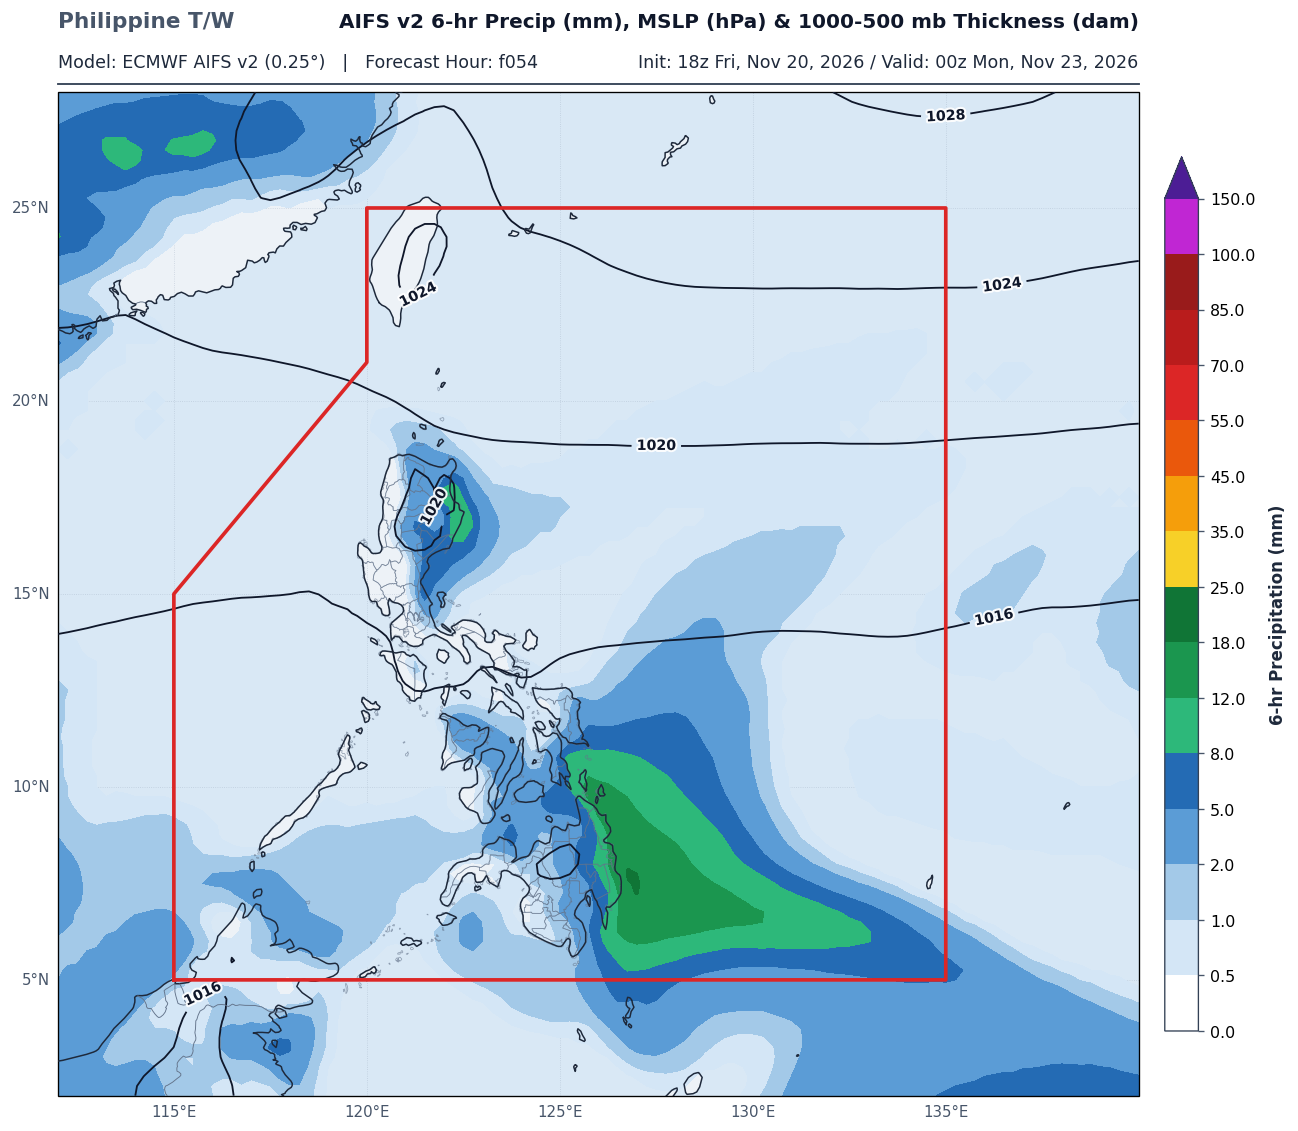 Philippine T/W
AIFS v2 6-hr Precip (mm), MSLP (hPa) & 1000-500 mb Thickness (dam)
Model: ECMWF AIFS v2 (0.25°) | Forecast Hour: f054
Init: 18z Fri, Nov 20, 2026 / Valid: 00z Mon, Nov 23, 2026
1028
25°N
1024
1024
20°N
1020
1020
15°N
1016
10°N
5°N
1016
115°E
120°E
125°E
130°E
135°E
150.0
100.0
85.0
70.0
55.0
45.0
35.0
25.0
18.0
12.0
8.0
5.0
2.0
1.0
0.5
0.0
6-hr Precipitation (mm)